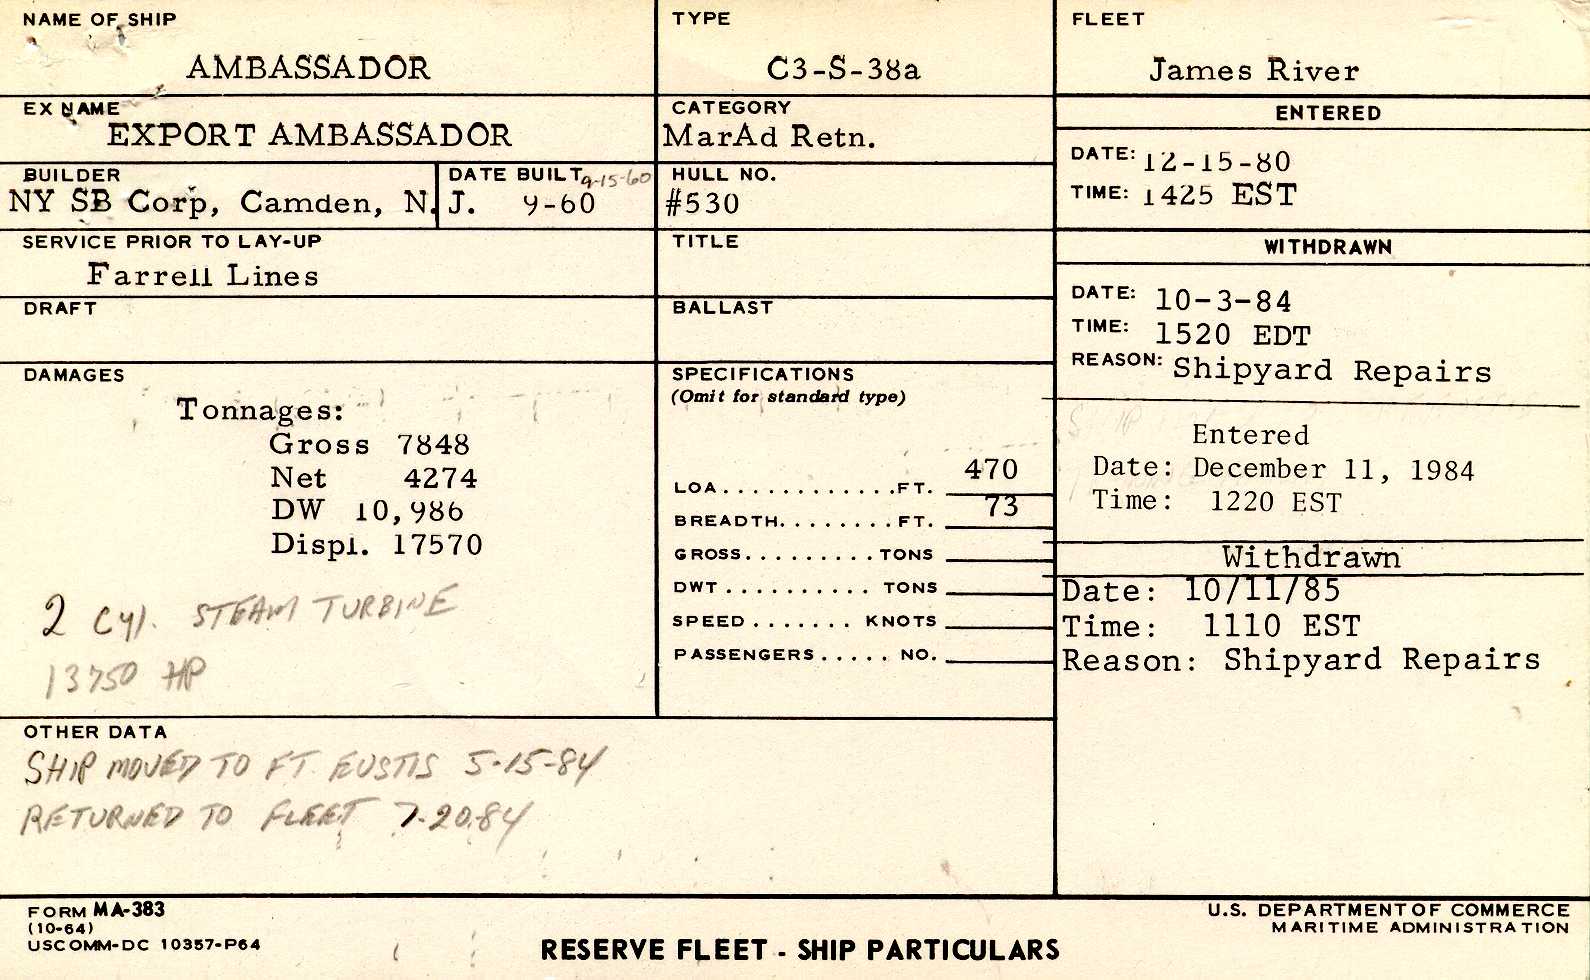 NAME OF SHIP
AMBASSADOR
TYPE
C3-S-38a
FLEET
James River
EX NAME
EXPORT AMBASSADOR
CATEGORY
MarAd Retn.
ENTERED
DATE: 12-15-80
TIME: 1425 EST
BUILDER
NY SB Corp, Camden, N.J.
DATE BUILT 9-15-60
9-60
HULL NO.
#530
SERVICE PRIOR TO LAY-UP
Farrell Lines
TITLE
WITHDRAWN
DATE: 10-3-84
TIME: 1520 EDT
REASON: Shipyard Repairs
DRAFT
BALLAST
DAMAGES
Tonnages:
Gross 7848
Net 4274
DW 10,986
Displ. 17570
2 Cyl. STEAM TURBINE
13750 HP
SPECIFICATIONS
(Omit for standard type)
LOA............FT. 470
BREADTH........FT. 73
GROSS.........TONS
DWT..........TONS
SPEED.......KNOTS
PASSENGERS.....NO.
Entered
Date: December 11, 1984
Time: 1220 EST
Withdrawn
Date: 10/11/85
Time: 1110 EST
Reason: Shipyard Repairs
OTHER DATA
SHIP MOVED TO FT. EUSTIS 5-15-84
RETURNED TO FLEET 7-20-84
FORM MA-383
(10-64)
USCOMM-DC 10357-P64
RESERVE FLEET - SHIP PARTICULARS
U.S. DEPARTMENT OF COMMERCE
MARITIME ADMINISTRATION